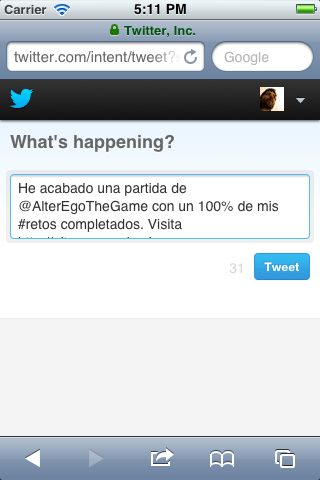 Carrier
5:11 PM
Twitter, Inc.
twitter.com/intent/tweet?
Google
What's happening?
He acabado una partida de
@AlterEgoTheGame con un 100% de mis
#retos completados. Visita
31
Tweet